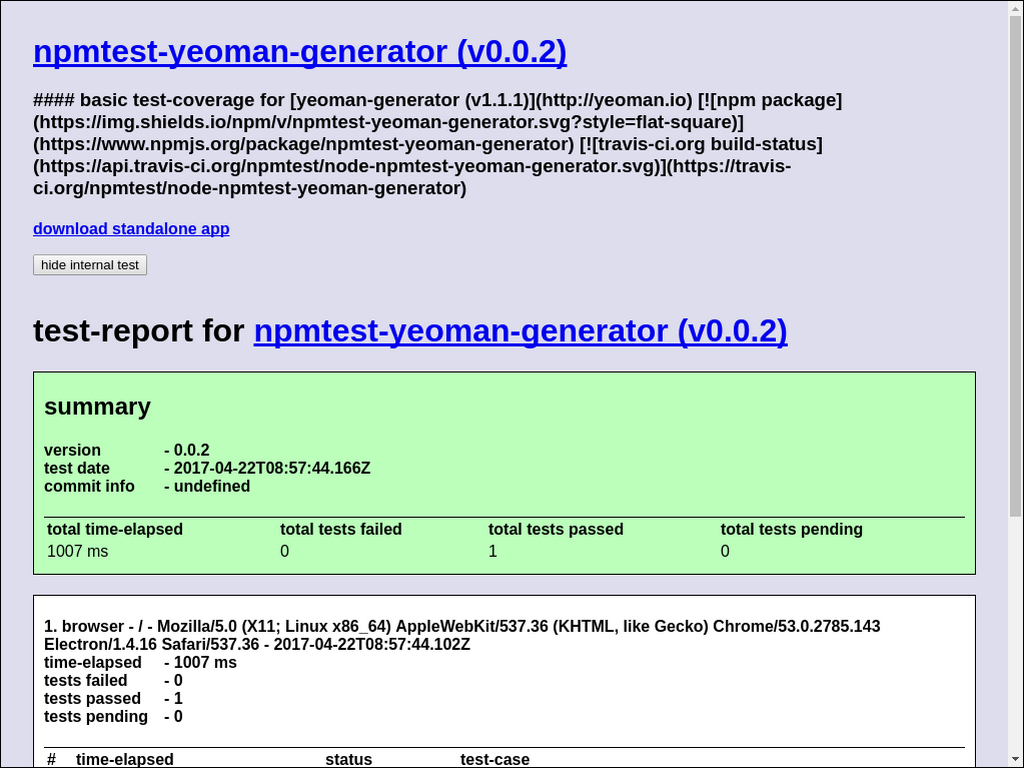 npmtest-yeoman-generator (v0.0.2)
#### basic test-coverage for [yeoman-generator (v1.1.1)](http://yeoman.io) [![npm package]
(https://img.shields.io/npm/v/npmtest-yeoman-generator.svg?style=flat-square)]
(https://www.npmjs.org/package/npmtest-yeoman-generator) [![travis-ci.org build-status]
(https://api.travis-ci.org/npmtest/node-npmtest-yeoman-generator.svg)](https://travis-
ci.org/npmtest/node-npmtest-yeoman-generator)
download standalone app
hide internal test
test-report for npmtest-yeoman-generator (v0.0.2)
summary
version - 0.0.2
test date - 2017-04-22T08:57:44.166Z
commit info - undefined
total time-elapsed total tests failed total tests passed total tests pending
1007 ms 0 1 0
1. browser - / - Mozilla/5.0 (X11; Linux x86_64) AppleWebKit/537.36 (KHTML, like Gecko) Chrome/53.0.2785.143
Electron/1.4.16 Safari/537.36 - 2017-04-22T08:57:44.102Z
time-elapsed - 1007 ms
tests failed - 0
tests passed - 1
tests pending - 0
# time-elapsed status test-case